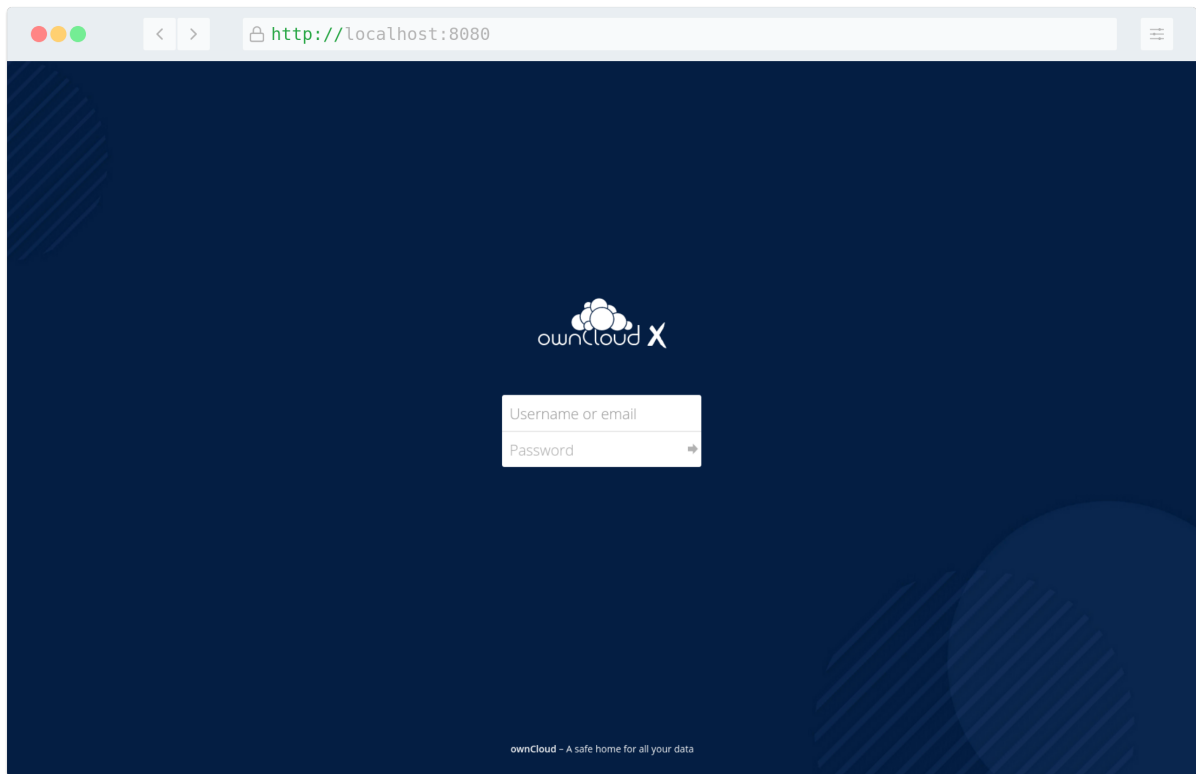 http://localhost:8080
ownCloud X
Username or email
Password
ownCloud – A safe home for all your data